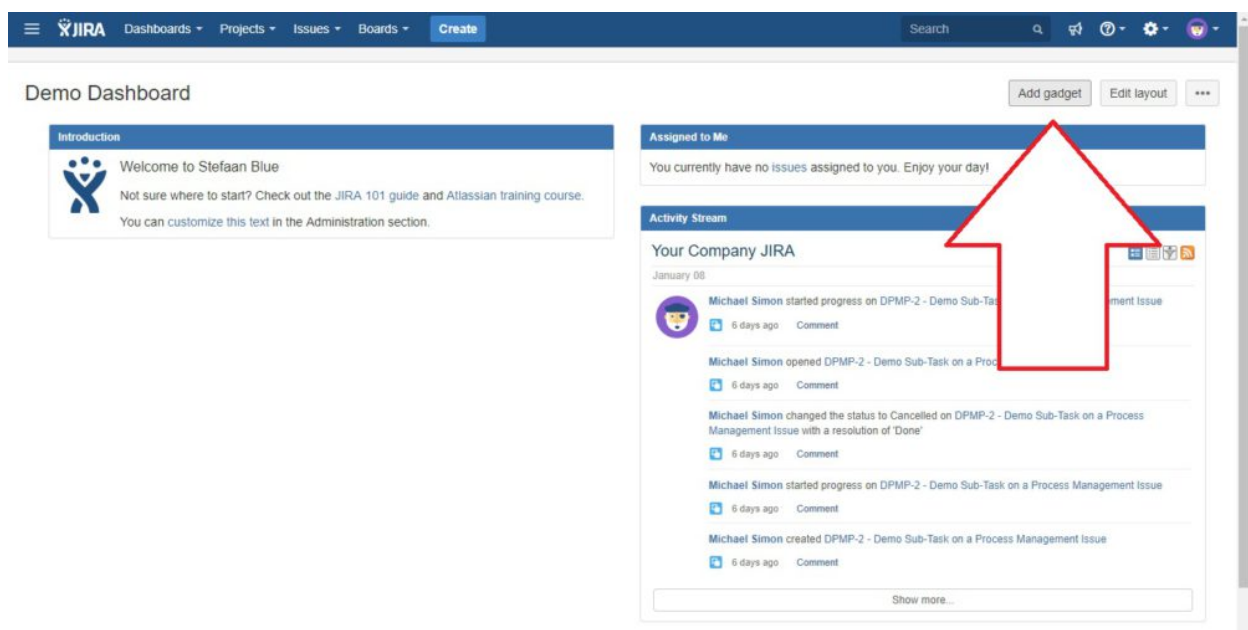 JIRA Dashboards Projects Issues Boards Create Search
Demo Dashboard
Add gadget Edit layout
Introduction
Welcome to Stefaan Blue
Not sure where to start? Check out the JIRA 101 guide and Atlassian training course.
You can customize this text in the Administration section.
Assigned to Me
You currently have no issues assigned to you. Enjoy your day!
Activity Stream
Your Company JIRA
January 08
Michael Simon started progress on DPMP-2 - Demo Sub-Tas ment Issue
6 days ago Comment
Michael Simon opened DPMP-2 - Demo Sub-Task on a Proc
6 days ago Comment
Michael Simon changed the status to Cancelled on DPMP-2 - Demo Sub-Task on a Process
Management Issue with a resolution of 'Done'
6 days ago Comment
Michael Simon started progress on DPMP-2 - Demo Sub-Task on a Process Management Issue
6 days ago Comment
Michael Simon created DPMP-2 - Demo Sub-Task on a Process Management Issue
6 days ago Comment
Show more...